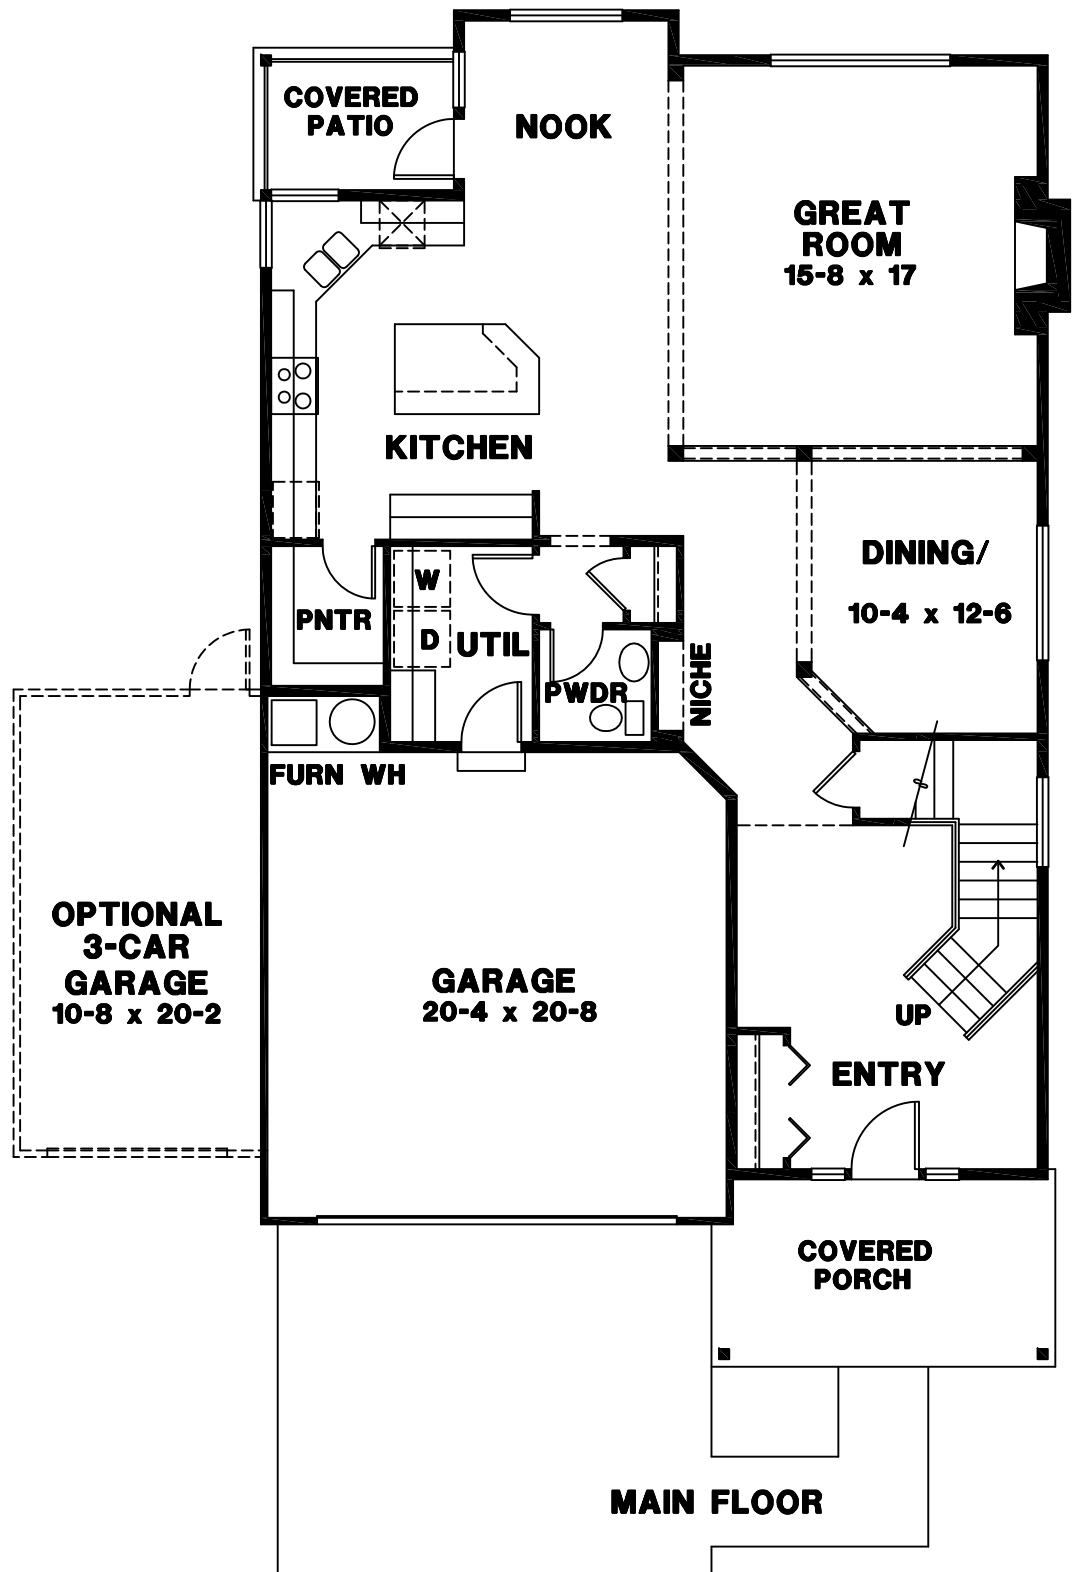 COVERED
PATIO
NOOK
GREAT
ROOM
15-8 x 17
KITCHEN
DINING/
10-4 x 12-6
W
D
PNTR
UTIL
PWDR
NICHE
FURN WH
OPTIONAL
3-CAR
GARAGE
10-8 x 20-2
GARAGE
20-4 x 20-8
UP
ENTRY
COVERED
PORCH
MAIN FLOOR